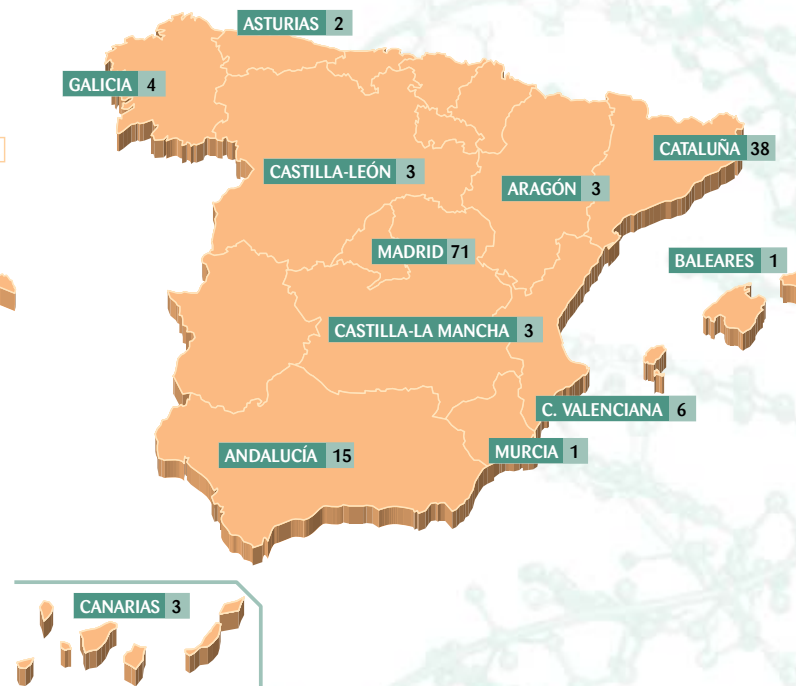 ASTURIAS 2
GALICIA 4
CATALUÑA 38
CASTILLA-LEÓN 3
ARAGÓN 3
MADRID 71
BALEARES 1
CASTILLA-LA MANCHA 3
C. VALENCIANA 6
ANDALUCÍA 15
MURCIA 1
CANARIAS 3